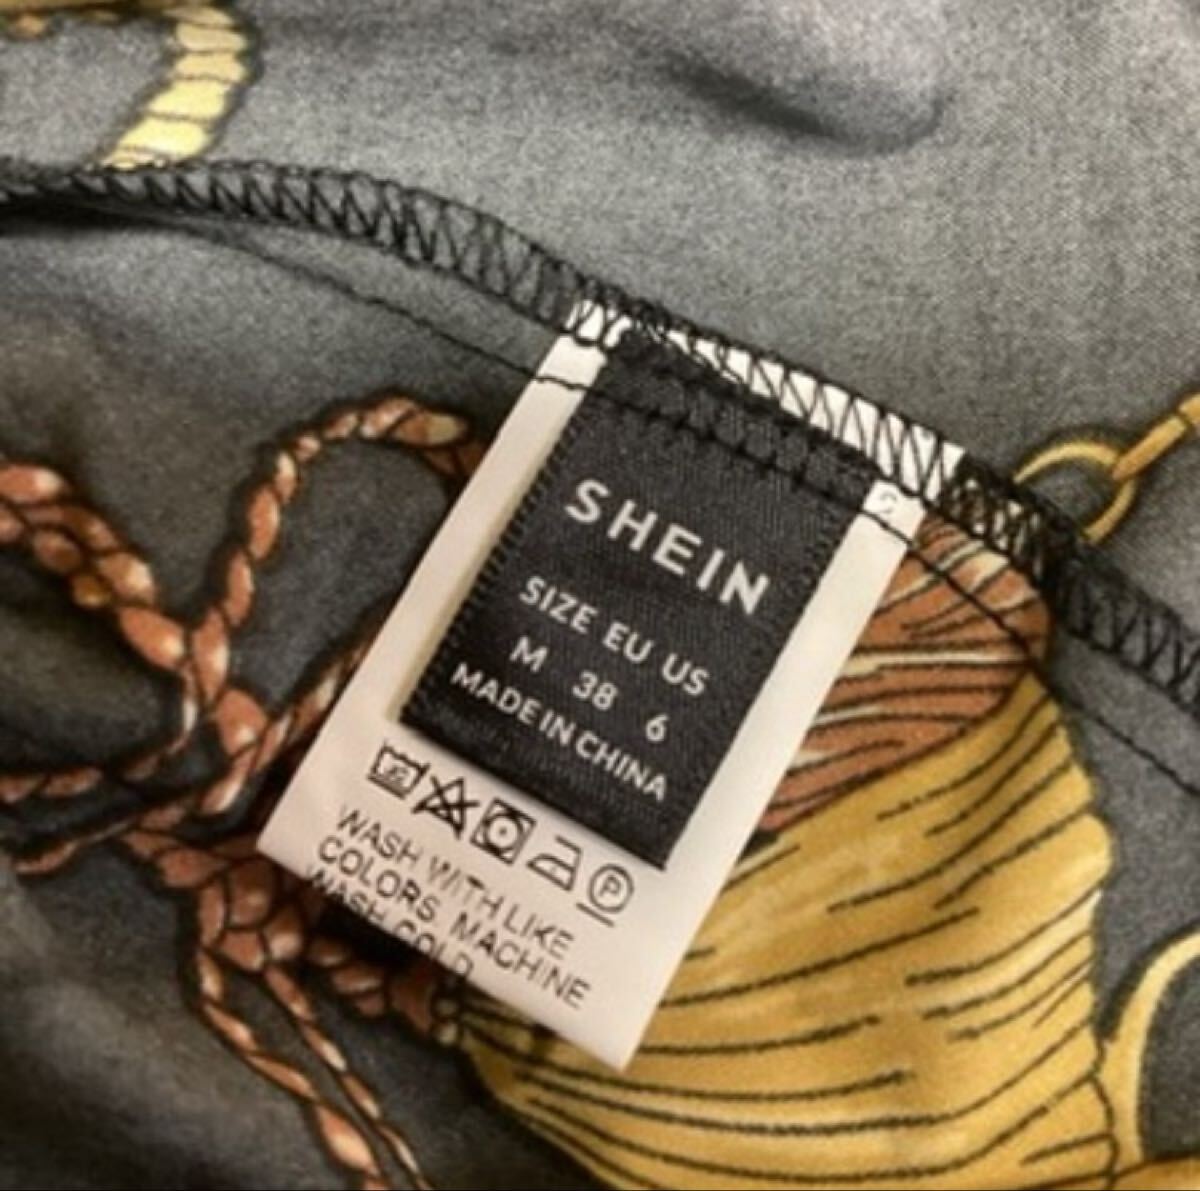 SHEIN
SIZE EU US
M 38 6
MADE IN CHINA
P
WASH WITH LIKE
COLORS. MACHINE
WASH COLD